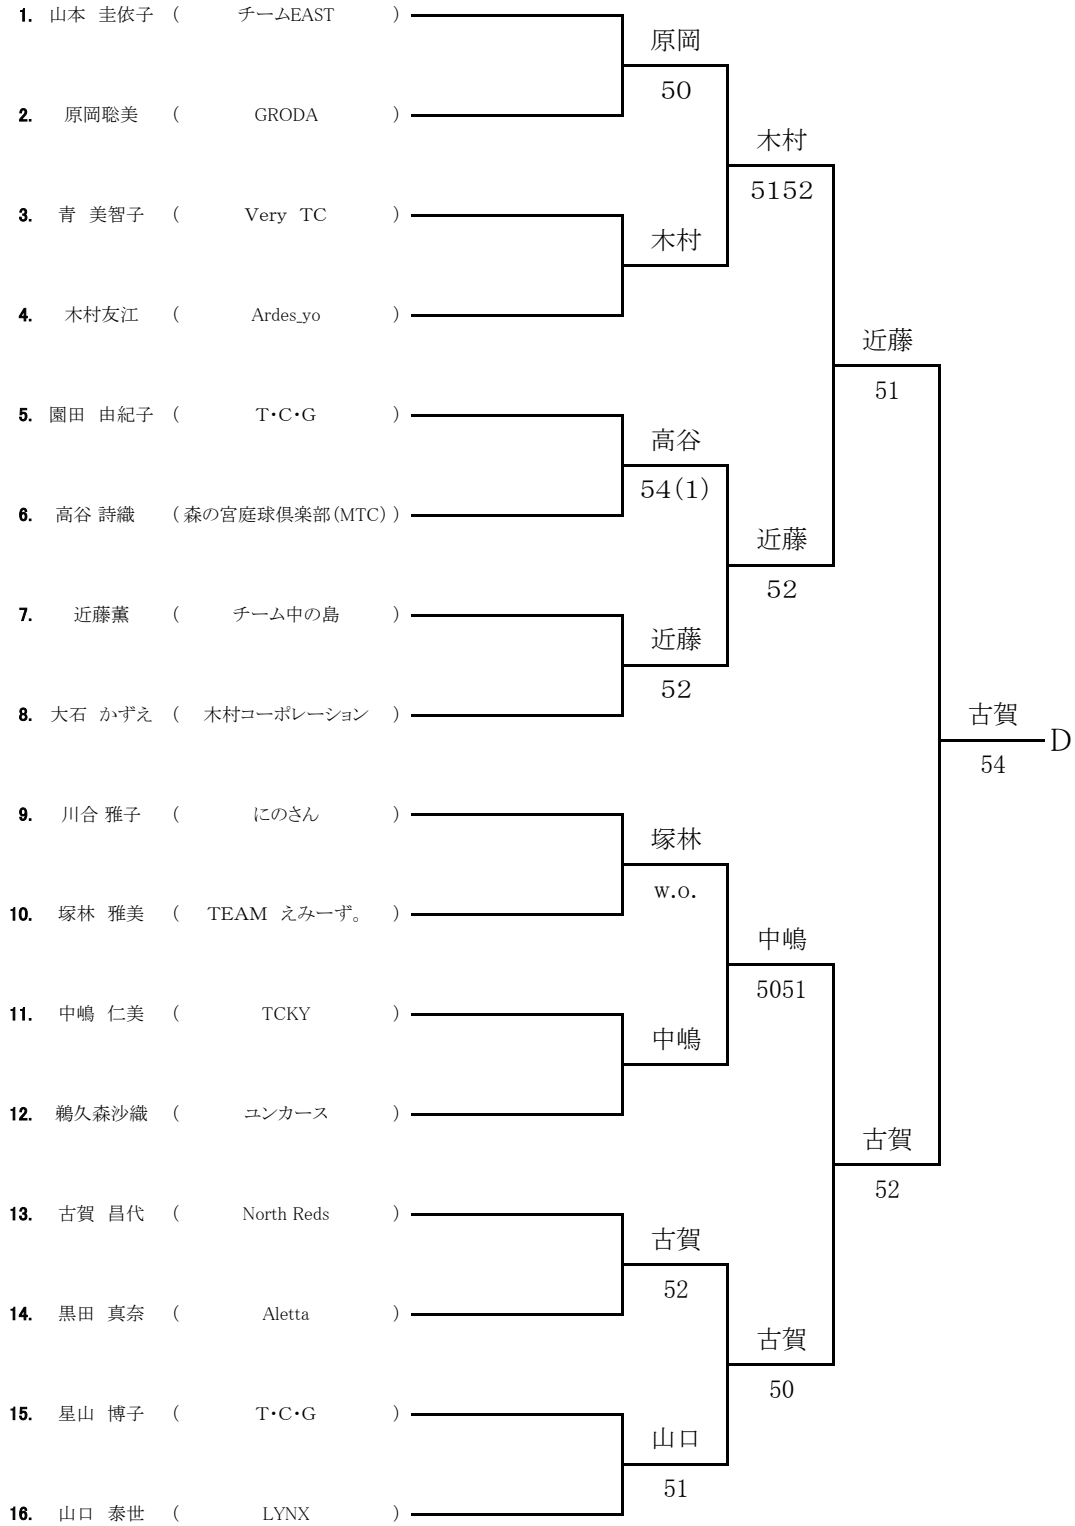 1. 山本　圭依子 （ チームEAST ）
原岡
50
2. 原岡聡美 （ GRODA ）
木村
5152
3. 青　美智子 （ Very　TC ）
木村
4. 木村友江 （ Ardes_yo ）
近藤
51
5. 園田　由紀子 （ T・C・G ）
高谷
54(1)
6. 高谷 詩織 （ 森の宮庭球倶楽部(MTC) ）
近藤
52
7. 近藤薫 （ チーム中の島 ）
近藤
52
8. 大石　かずえ （ 木村コーポレーション ）
古賀
D
54
9. 川合 雅子 （ にのさん ）
塚林
w.o.
10. 塚林　雅美 （ TEAM　えみーず。 ）
中嶋
5051
11. 中嶋　仁美 （ TCKY ）
中嶋
12. 鵜久森沙織 （ ユンカース ）
古賀
52
13. 古賀　昌代 （ North Reds ）
古賀
52
14. 黒田　真奈 （ Aletta ）
古賀
50
15. 星山　博子 （ T・C・G ）
山口
51
16. 山口　泰世 （ LYNX ）